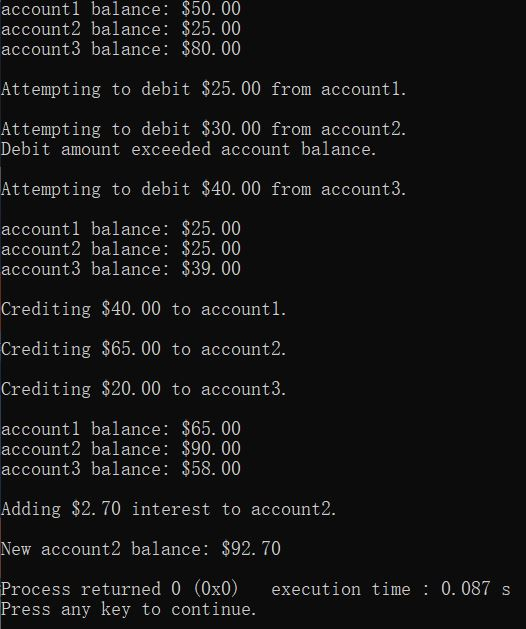 account1 balance: $50.00
account2 balance: $25.00
account3 balance: $80.00
Attempting to debit $25.00 from account1.
Attempting to debit $30.00 from account2.
Debit amount exceeded account balance.
Attempting to debit $40.00 from account3.
account1 balance: $25.00
account2 balance: $25.00
account3 balance: $39.00
Crediting $40.00 to account1.
Crediting $65.00 to account2.
Crediting $20.00 to account3.
account1 balance: $65.00
account2 balance: $90.00
account3 balance: $58.00
Adding $2.70 interest to account2.
New account2 balance: $92.70
Process returned 0 (0x0)   execution time : 0.087 s
Press any key to continue.